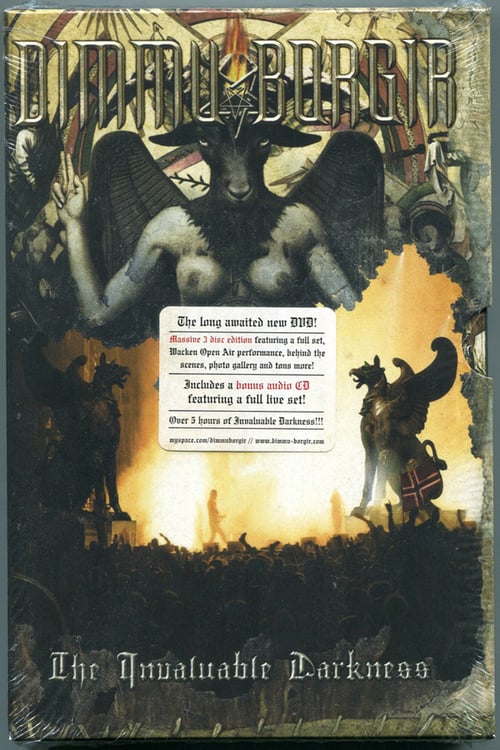 DIMMU BORGIR
The long awaited new DVD!
Massive 3 disc edition featuring a full set,
Wacken Open Air performance, behind the
scenes, photo gallery and tons more!
Includes a bonus audio CD
featuring a full live set!
Over 5 hours of Invaluable Darkness!!!
myspace.com/dimmuborgir // www.dimmu-borgir.com
The Invaluable Darkness